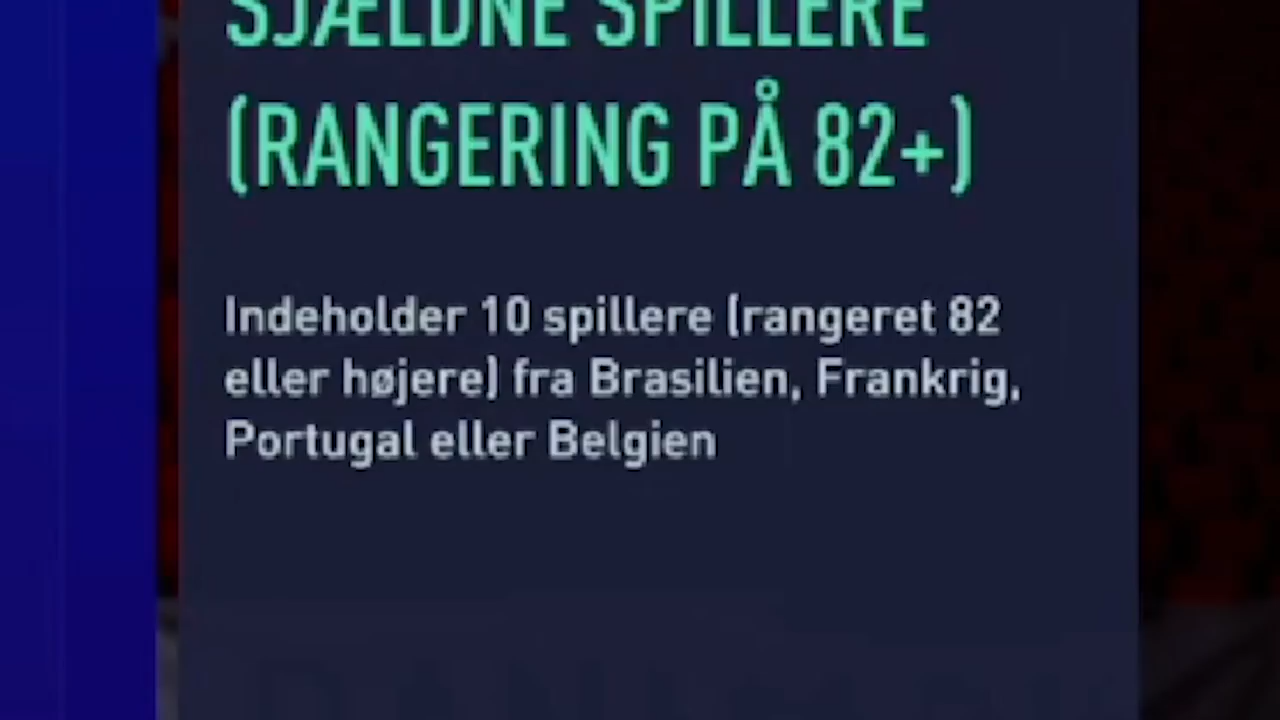 SJÆLDNE SPILLERE
(RANGERING PÅ 82+)
Indeholder 10 spillere (rangeret 82
eller højere) fra Brasilien, Frankrig,
Portugal eller Belgien